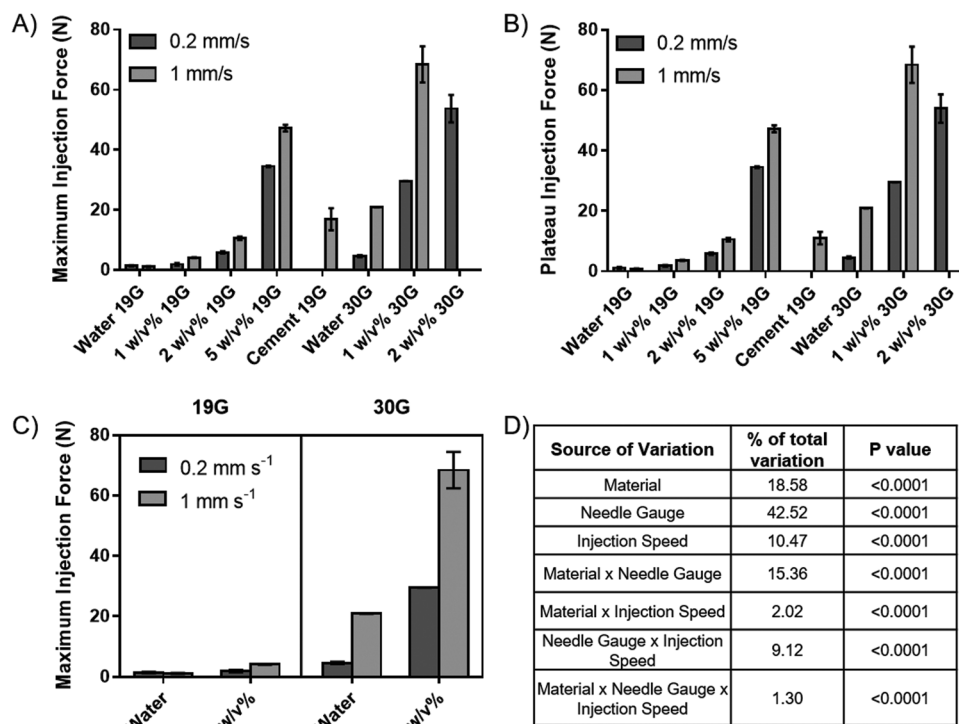 A)
Maximum Injection Force (N)
80
60
40
20
0
0.2 mm/s
1 mm/s
Water 19G
1 w/v% 19G
2 w/v% 19G
5 w/v% 19G
Cement 19G
Water 30G
1 w/v% 30G
2 w/v% 30G
B)
Plateau Injection Force (N)
80
60
40
20
0
0.2 mm/s
1 mm/s
Water 19G
1 w/v% 19G
2 w/v% 19G
5 w/v% 19G
Cement 19G
Water 30G
1 w/v% 30G
2 w/v% 30G
C)
19G
30G
Maximum Injection Force (N)
80
60
40
20
0
0.2 mm s⁻¹
1 mm s⁻¹
Water
w/v%
Water
w/v%
D)
Source of Variation % of total variation P value
Material 18.58 <0.0001
Needle Gauge 42.52 <0.0001
Injection Speed 10.47 <0.0001
Material x Needle Gauge 15.36 <0.0001
Material x Injection Speed 2.02 <0.0001
Needle Gauge x Injection Speed 9.12 <0.0001
Material x Needle Gauge x Injection Speed 1.30 <0.0001